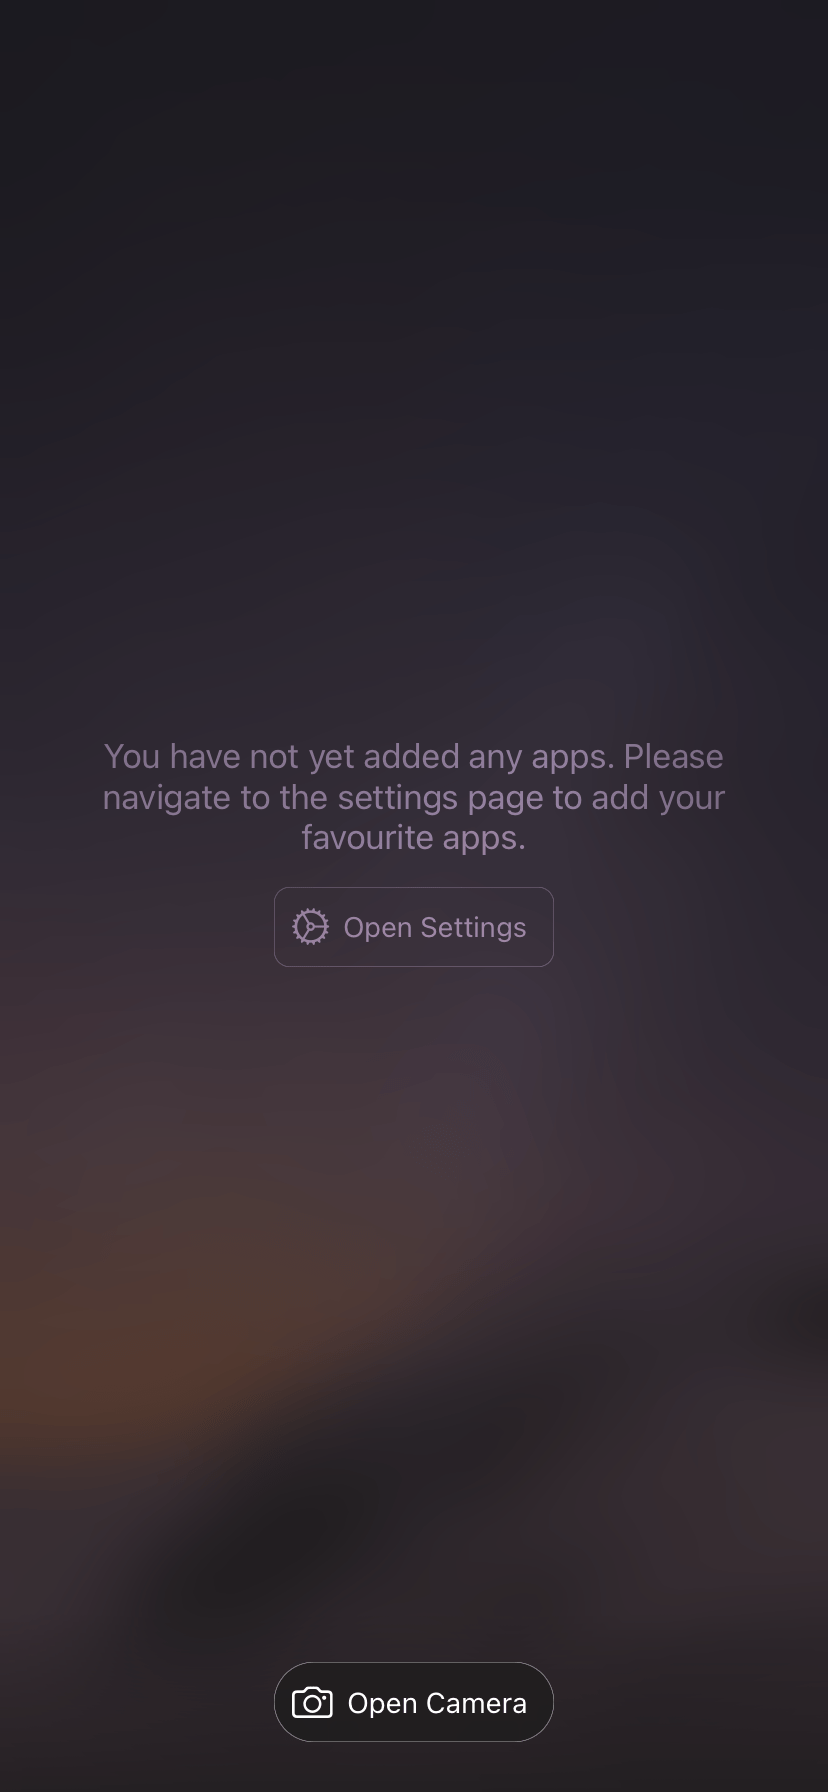 You have not yet added any apps. Please
navigate to the settings page to add your
favourite apps.
Open Settings
Open Camera